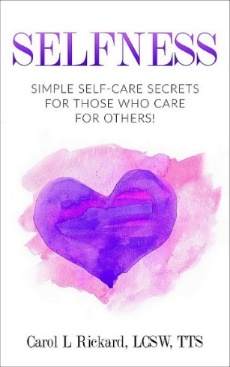 SELFNESS
SIMPLE SELF-CARE SECRETS
FOR THOSE WHO CARE
FOR OTHERS!
Carol L Rickard, LCSW, TTS